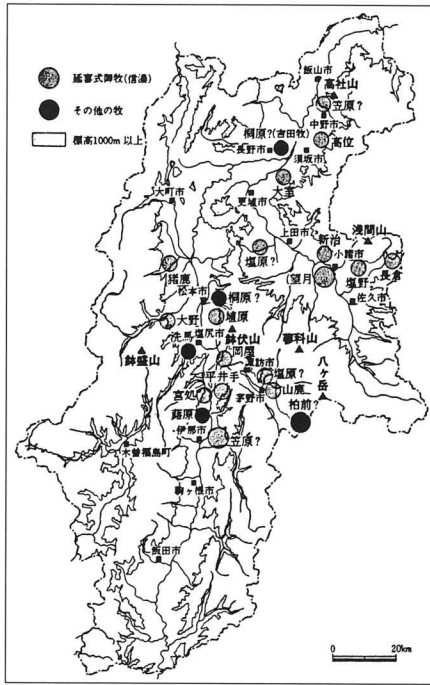 延喜式御牧(信濃)
その他の牧
標高1000m 以上
飯山市
高社山
笠原?
中野市
高位
桐原?(吉田牧)
長野市
須坂市
大室
大町市
更埴市
上田市
浅間山
新治
小諸市
塩原?
(望月)
塩野
長倉
佐久市
猪鹿
松本市
桐原?
大野
埴原
塩尻市
鉢伏山
蓼科山
洗馬
岡屋
鉢盛山
諏訪市
塩原?
八ヶ岳
平井手
山鹿
宮処
茅野市
柏前?
蕗原
伊那市
笠原?
木曽福島町
駒ヶ根市
飯田市
0 20km